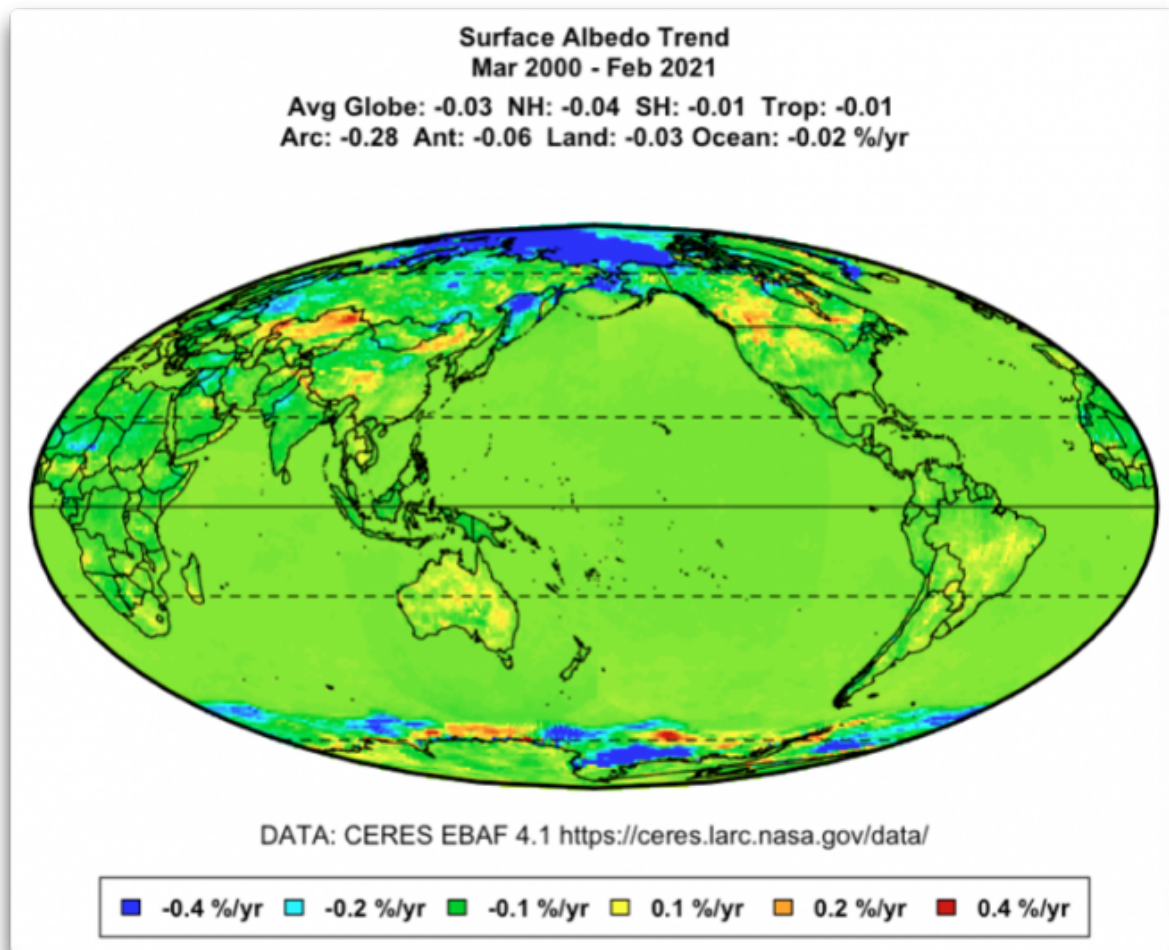 Surface Albedo Trend
Mar 2000 - Feb 2021
Avg Globe: -0.03 NH: -0.04 SH: -0.01 Trop: -0.01
Arc: -0.28 Ant: -0.06 Land: -0.03 Ocean: -0.02 %/yr
DATA: CERES EBAF 4.1 https://ceres.larc.nasa.gov/data/
-0.4 %/yr -0.2 %/yr -0.1 %/yr 0.1 %/yr 0.2 %/yr 0.4 %/yr